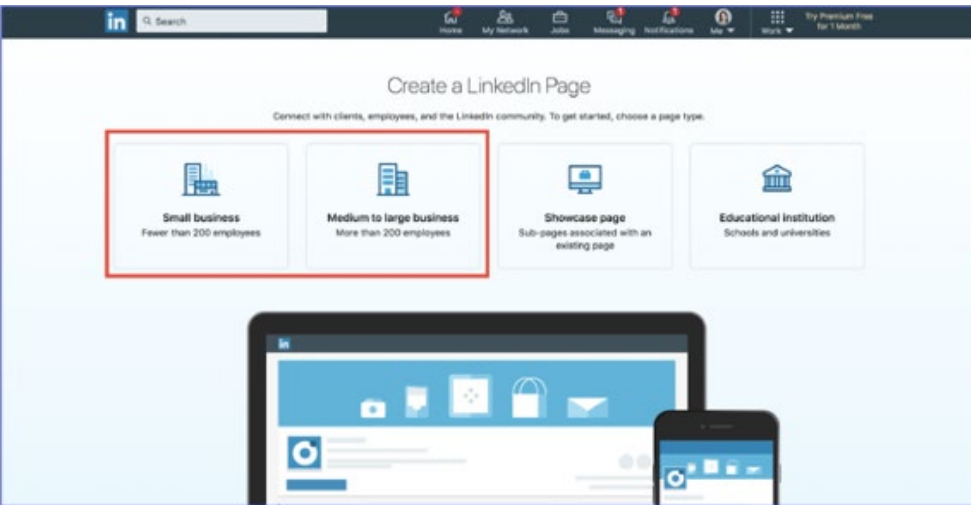 in Search Home My Network Jobs Messaging Notifications Me Work Try Premium Free
for 1 Month
Create a LinkedIn Page
Connect with clients, employees, and the LinkedIn community. To get started, choose a page type.
Small business
Fewer than 200 employees
Medium to large business
More than 200 employees
Showcase page
Sub-pages associated with an
existing page
Educational institution
Schools and universities
in